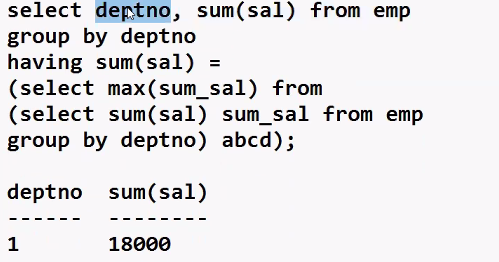 select deptno, sum(sal) from emp
group by deptno
having sum(sal) =
(select max(sum_sal) from
(select sum(sal) sum_sal from emp
group by deptno) abcd);
deptno  sum(sal)
------  --------
1       18000